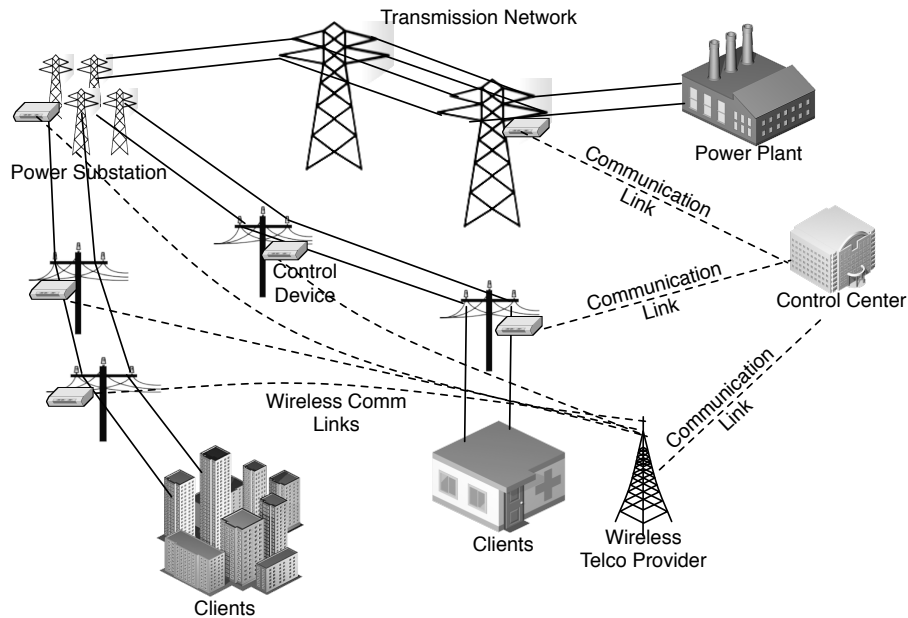 Transmission Network
Power Plant
Power Substation
Communication
Link
Control
Device
Communication
Link
Control Center
Communication
Link
Wireless Comm
Links
Clients
Wireless
Telco Provider
Clients